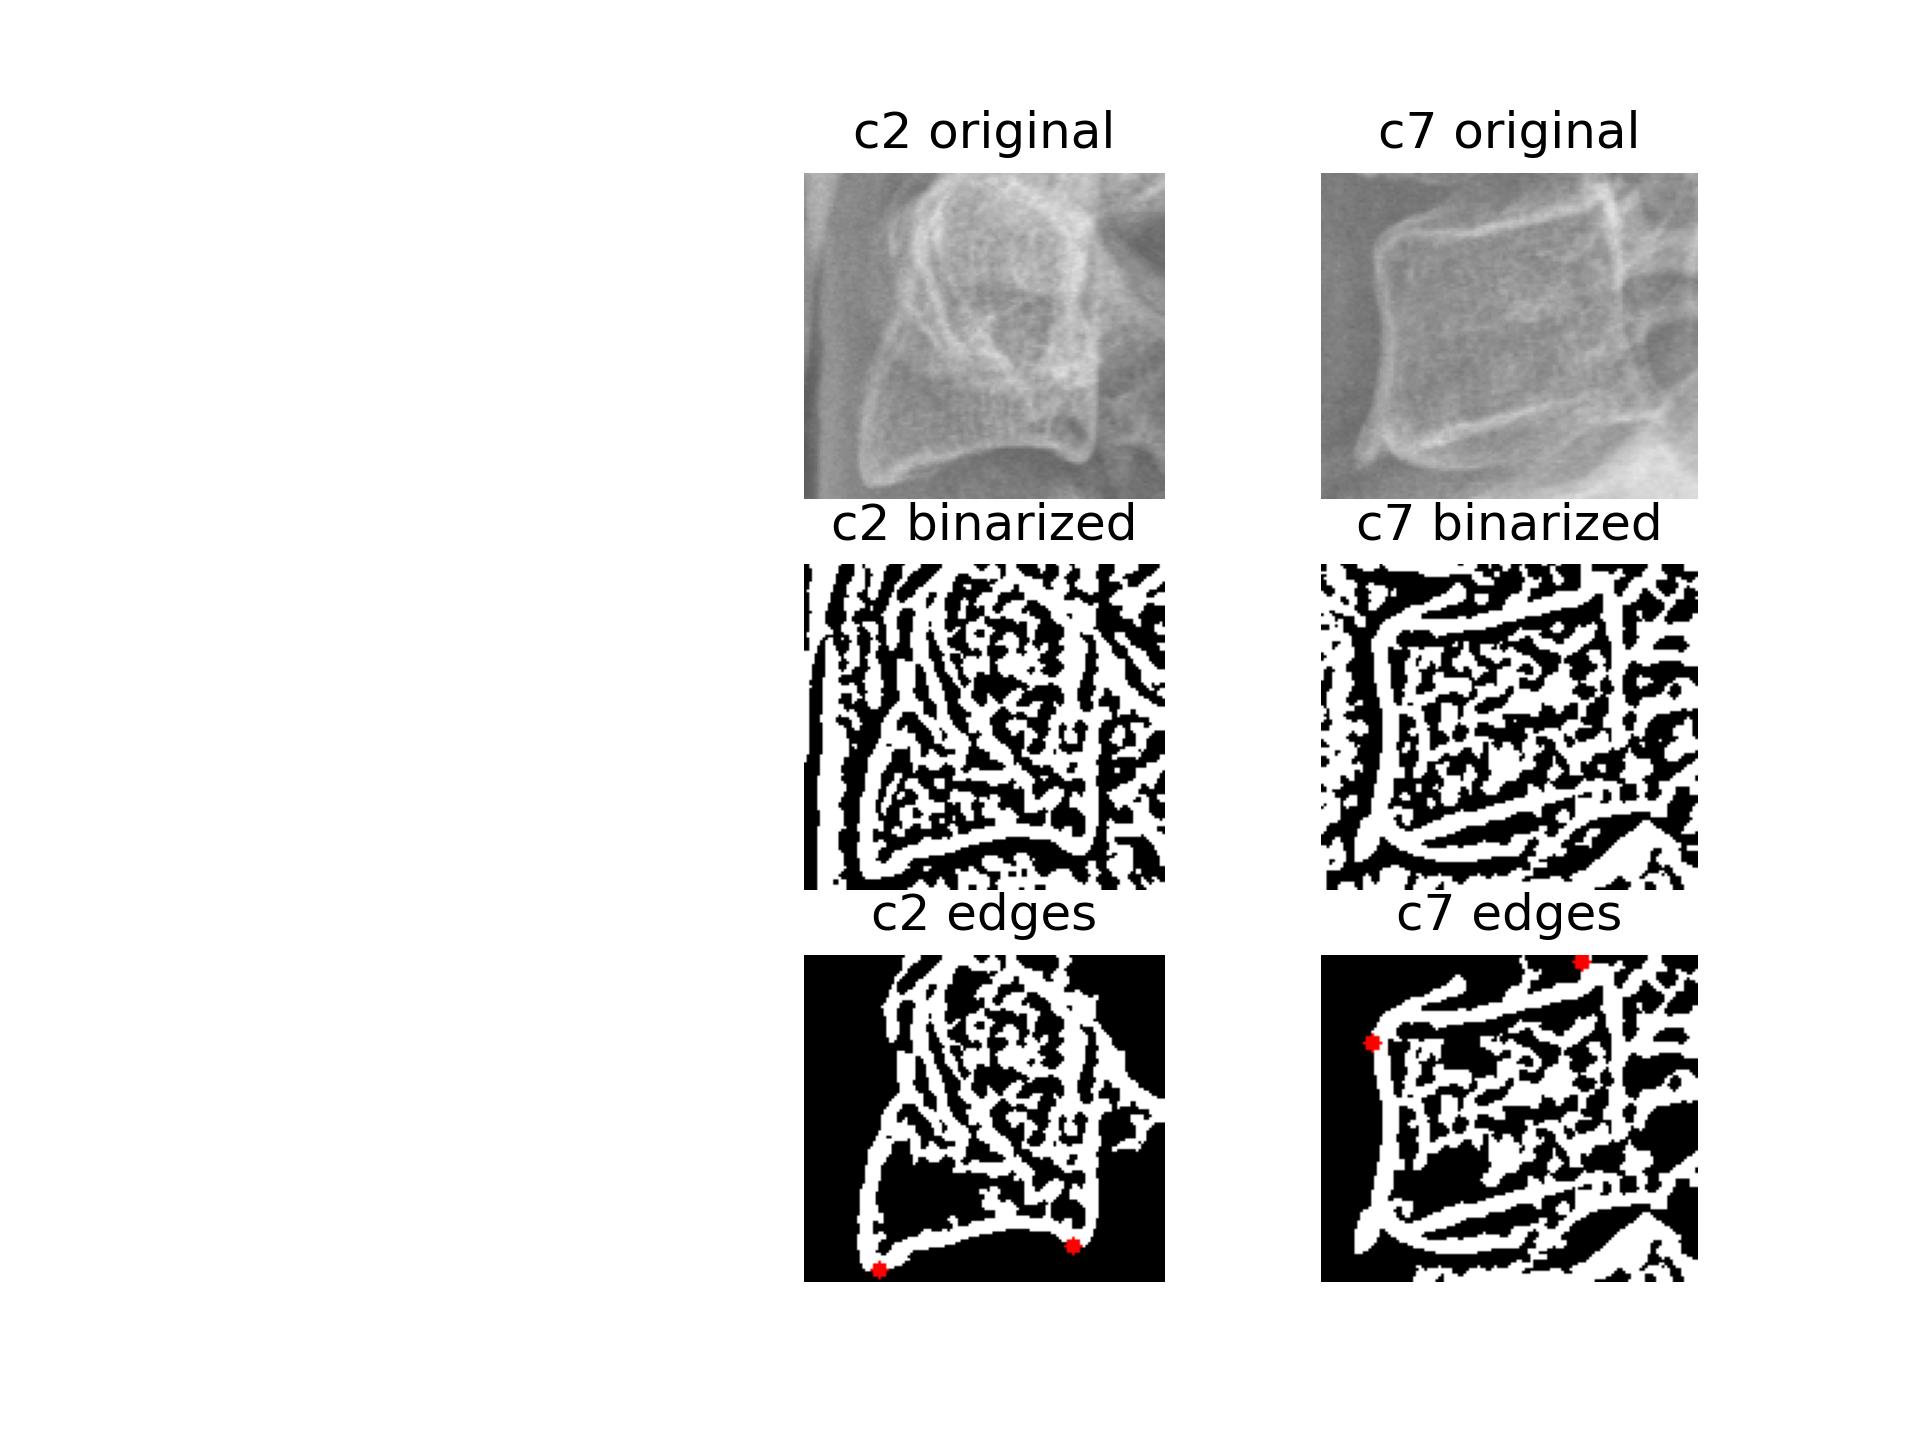 c2 original
c7 original
c2 binarized
c7 binarized
c2 edges
c7 edges